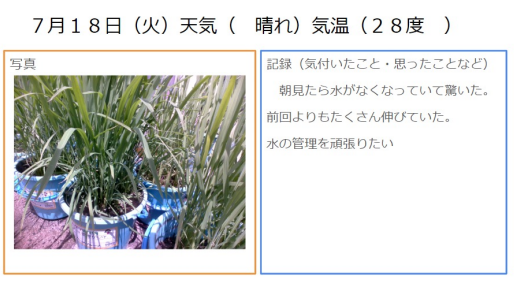 ７月１８日（火）天気（　晴れ）気温（２８度　）
写真
記録（気付いたこと・思ったことなど）
　朝見たら水がなくなっていて驚いた。
前回よりもたくさん伸びていた。
水の管理を頑張りたい